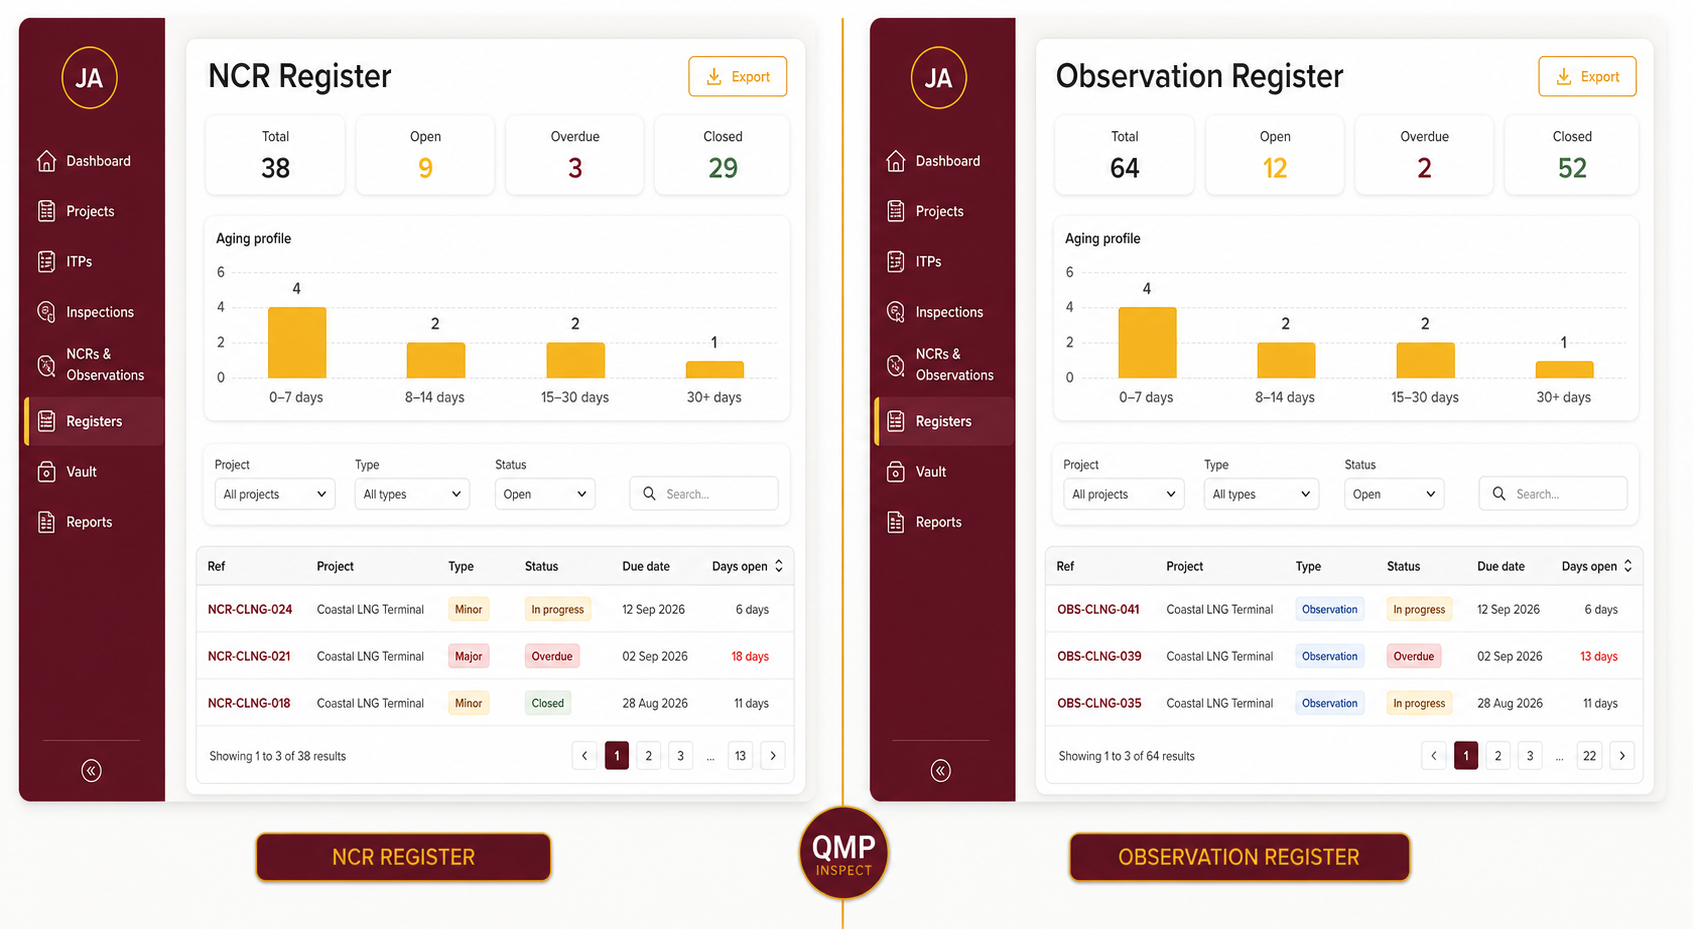 JA
Dashboard
Projects
ITPs
Inspections
NCRs &
Observations
Registers
Vault
Reports
NCR Register
Export
Total Open Overdue Closed
38 9 3 29
Aging profile
6
4
2
0
4 2 2 1
0–7 days 8–14 days 15–30 days 30+ days
Project Type Status
All projects All types Open Search...
Ref Project Type Status Due date Days open
NCR-CLNG-024 Coastal LNG Terminal Minor In progress 12 Sep 2026 6 days
NCR-CLNG-021 Coastal LNG Terminal Major Overdue 02 Sep 2026 18 days
NCR-CLNG-018 Coastal LNG Terminal Minor Closed 28 Aug 2026 11 days
Showing 1 to 3 of 38 results 1 2 3 ... 13
NCR REGISTER
JA
Dashboard
Projects
ITPs
Inspections
NCRs &
Observations
Registers
Vault
Reports
Observation Register
Export
Total Open Overdue Closed
64 12 2 52
Aging profile
6
4
2
0
4 2 2 1
0–7 days 8–14 days 15–30 days 30+ days
Project Type Status
All projects All types Open Search...
Ref Project Type Status Due date Days open
OBS-CLNG-041 Coastal LNG Terminal Observation In progress 12 Sep 2026 6 days
OBS-CLNG-039 Coastal LNG Terminal Observation Overdue 02 Sep 2026 13 days
OBS-CLNG-035 Coastal LNG Terminal Observation In progress 28 Aug 2026 11 days
Showing 1 to 3 of 64 results 1 2 3 ... 22
OBSERVATION REGISTER
QMP
INSPECT